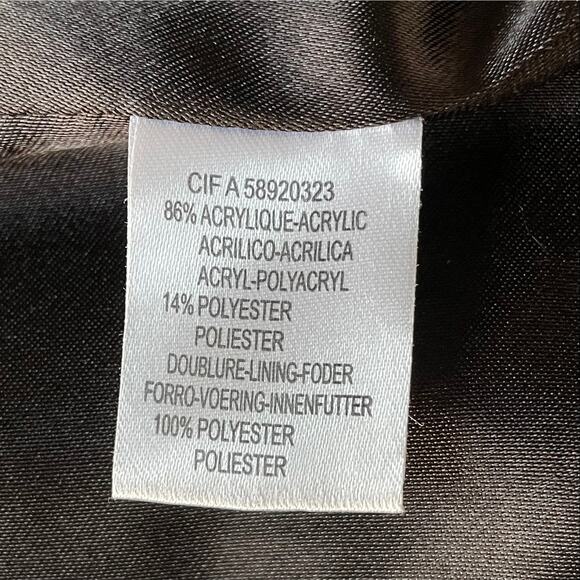 CIF A 58920323
86% ACRYLIQUE-ACRYLIC
ACRILICO-ACRILICA
ACRYL-POLYACRYL
14% POLYESTER
POLIESTER
DOUBLURE-LINING-FODER
FORRO-VOERING-INNENFUTTER
100% POLYESTER
POLIESTER